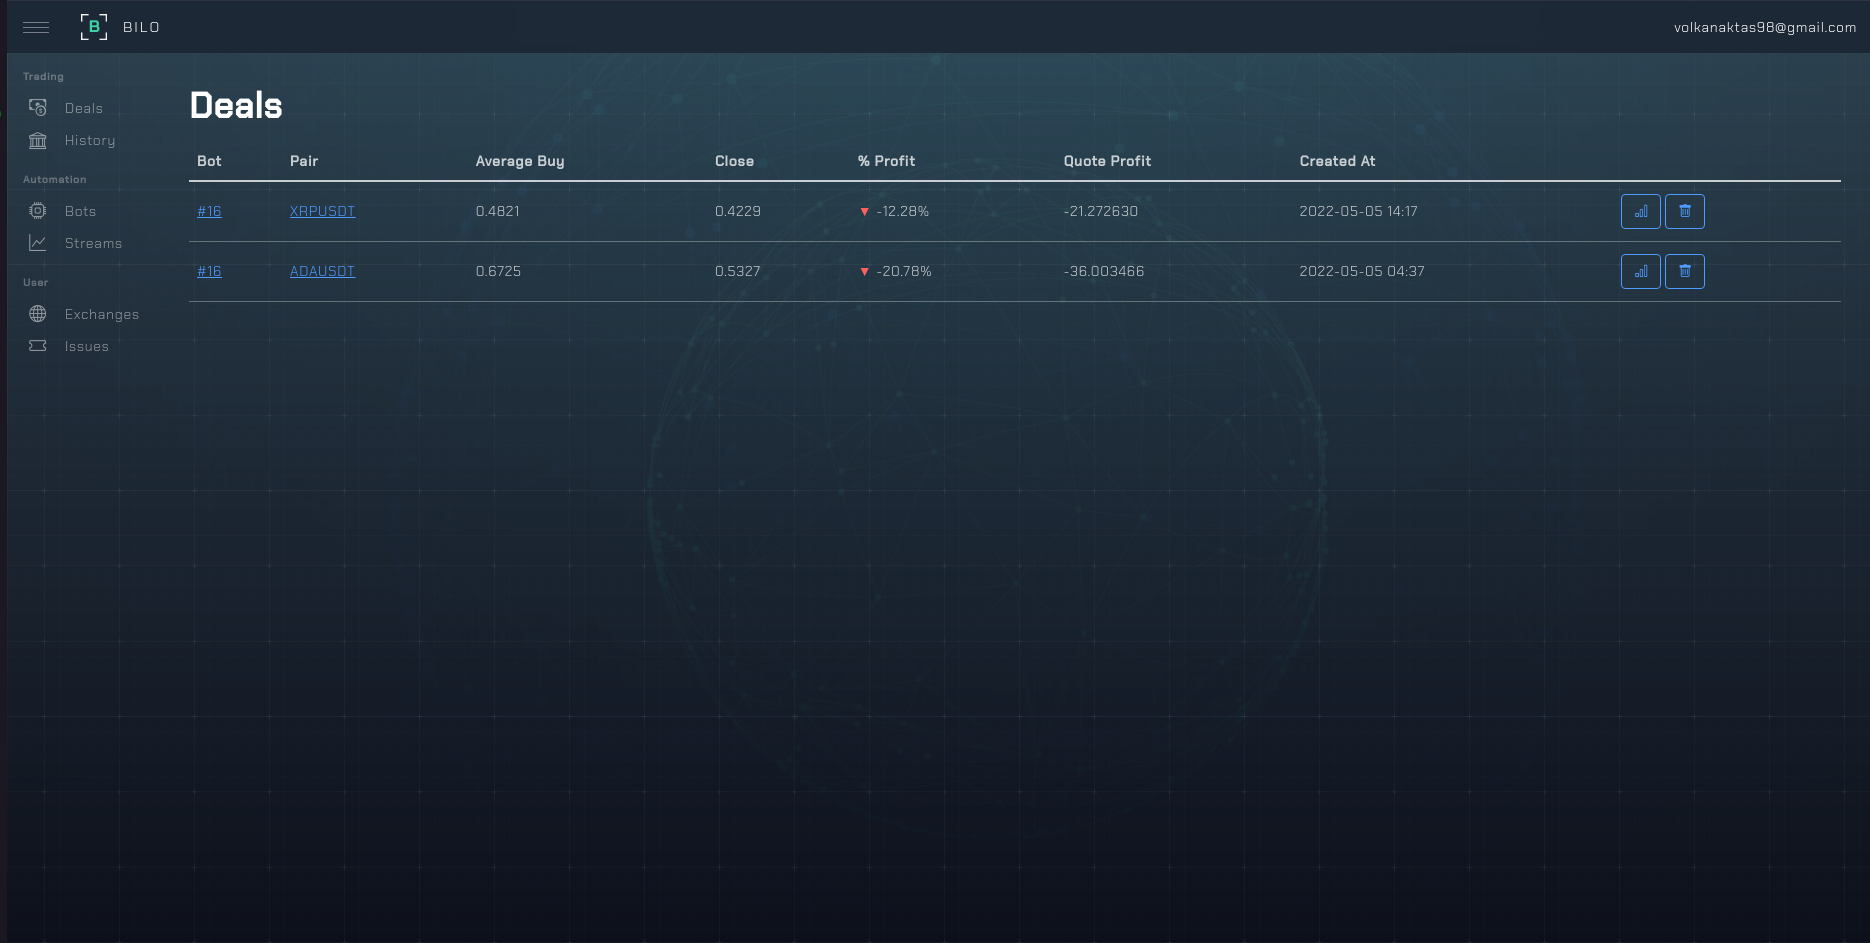 B BILO
volkanaktas98@gmail.com
Trading
Deals
History
Automation
Bots
Streams
User
Exchanges
Issues
Deals
Bot Pair Average Buy Close % Profit Quote Profit Created At
#16 XRPUSDT 0.4821 0.4229 ▼ -12.28% -21.272630 2022-05-05 14:17
#16 ADAUSDT 0.6725 0.5327 ▼ -20.78% -36.003466 2022-05-05 04:37